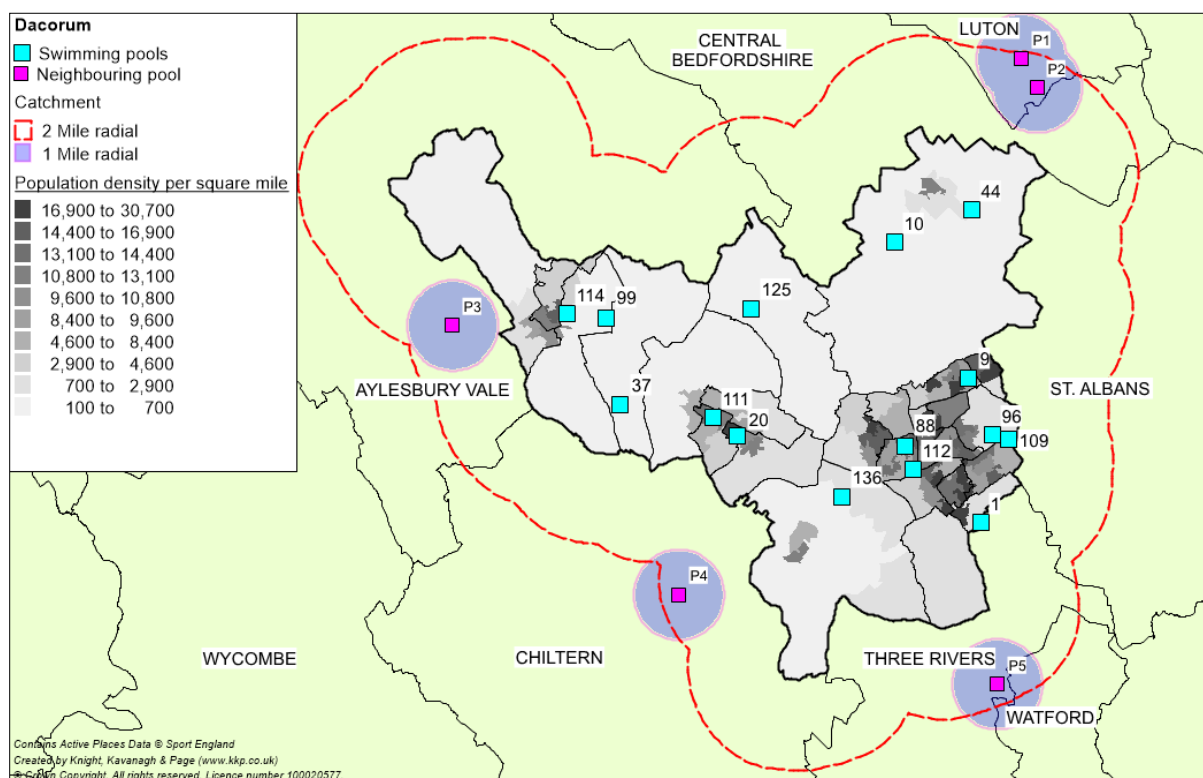 Dacorum
Swimming pools
Neighbouring pool
Catchment
2 Mile radial
1 Mile radial
Population density per square mile
16,900 to 30,700
14,400 to 16,900
13,100 to 14,400
10,800 to 13,100
9,600 to 10,800
8,400 to 9,600
4,600 to 8,400
2,900 to 4,600
700 to 2,900
100 to 700
LUTON
P1
CENTRAL
BEDFORDSHIRE
P2
44
10
125
114
99
P3
9
AYLESBURY VALE
37
ST. ALBANS
111
20
88
96
112
109
136
1
P4
WYCOMBE
CHILTERN
THREE RIVERS
P5
WATFORD
Contains Active Places Data © Sport England
Created by Knight, Kavanagh & Page (www.kkp.co.uk)
© Crown Copyright. All rights reserved. Licence number 100020577